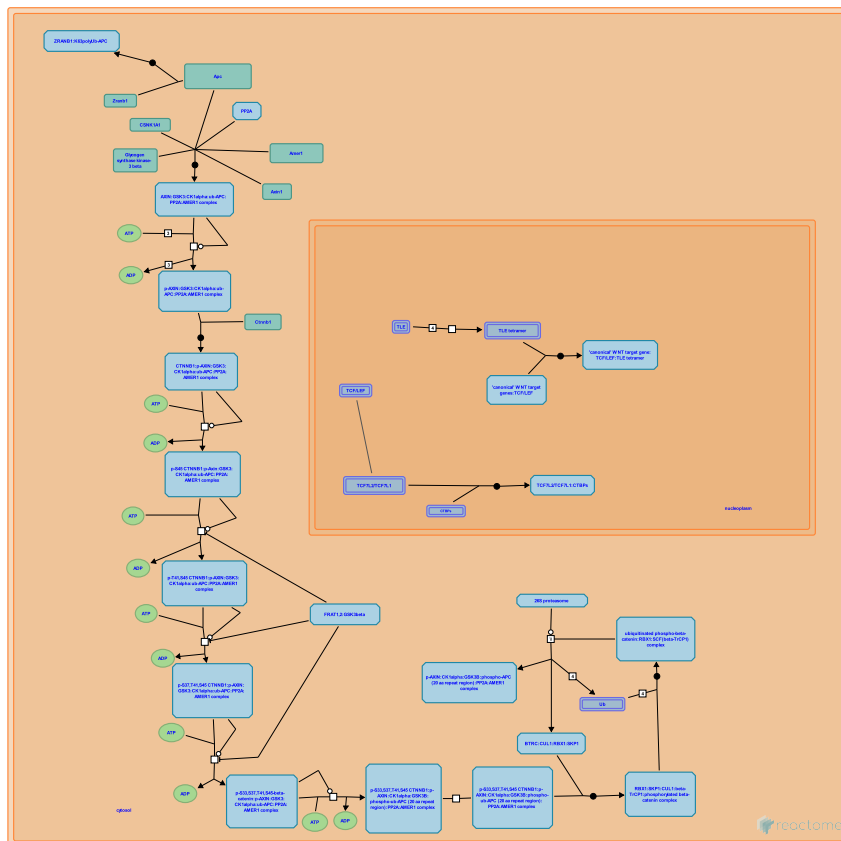 ZRANB1:K63polyUb-APC
Apc
Zranb1
PP2A
CSNK1A1
Glycogen
synthase kinase-
3 beta
Amer1
Axin1
AXIN:GSK3:CK1alpha:ub-APC:
PP2A:AMER1 complex
ATP
3
ADP
3
p-AXIN:GSK3:CK1alpha:ub-
APC:PP2A:AMER1 complex
Ctnnb1
CTNNB1:p-AXIN:GSK3:
CK1alpha:ub-APC:PP2A:
AMER1 complex
ATP
ADP
p-S45 CTNNB1:p-Axin:GSK3:
CK1alpha:ub-APC:PP2A:
AMER1 complex
ATP
ADP
p-T41,S45 CTNNB1:p-AXIN:GSK3:
CK1alpha:ub-APC:PP2A:AMER1
complex
ATP
ADP
FRAT1,2:GSK3beta
p-S37,T41,S45 CTNNB1:p-AXIN:
GSK3:CK1alpha:ub-APC:PP2A:
AMER1 complex
ATP
ADP
p-S33,S37,T41,S45-beta-
catenin:p-AXIN:GSK3:
CK1alpha:ub-APC:PP2A:
AMER1 complex
ATP
ADP
p-S33,S37,T41,S45 CTNNB1:p-
AXIN:CK1alpha:GSK3B:
phospho-ub-APC (20 aa repeat
region):PP2A:AMER1 complex
p-S33,S37,T41,S45 CTNNB1:p-
AXIN:CK1alpha:GSK3B:phospho-
ub-APC (20 aa repeat region):
PP2A:AMER1 complex
RBX1:SKP1:CUL1:beta-
TrCP1:phosphorylated beta-
catenin complex
BTRC:CUL1:RBX1:SKP1
Ub
4
4
p-AXIN:CK1alpha:GSK3B:phospho-APC
(20 aa repeat region):PP2A:AMER1
complex
ubiquitinated phospho-beta-
catenin:RBX1:SCF(beta-TrCP1)
complex
26S proteasome
TLE
4
TLE tetramer
'canonical' WNT target gene:
TCF/LEF:TLE tetramer
'canonical' WNT target
genes:TCF/LEF
TCF/LEF
TCF7L2/TCF7L1
CTBPs
TCF7L2/TCF7L1:CTBPs
nucleoplasm
cytosol
reactome